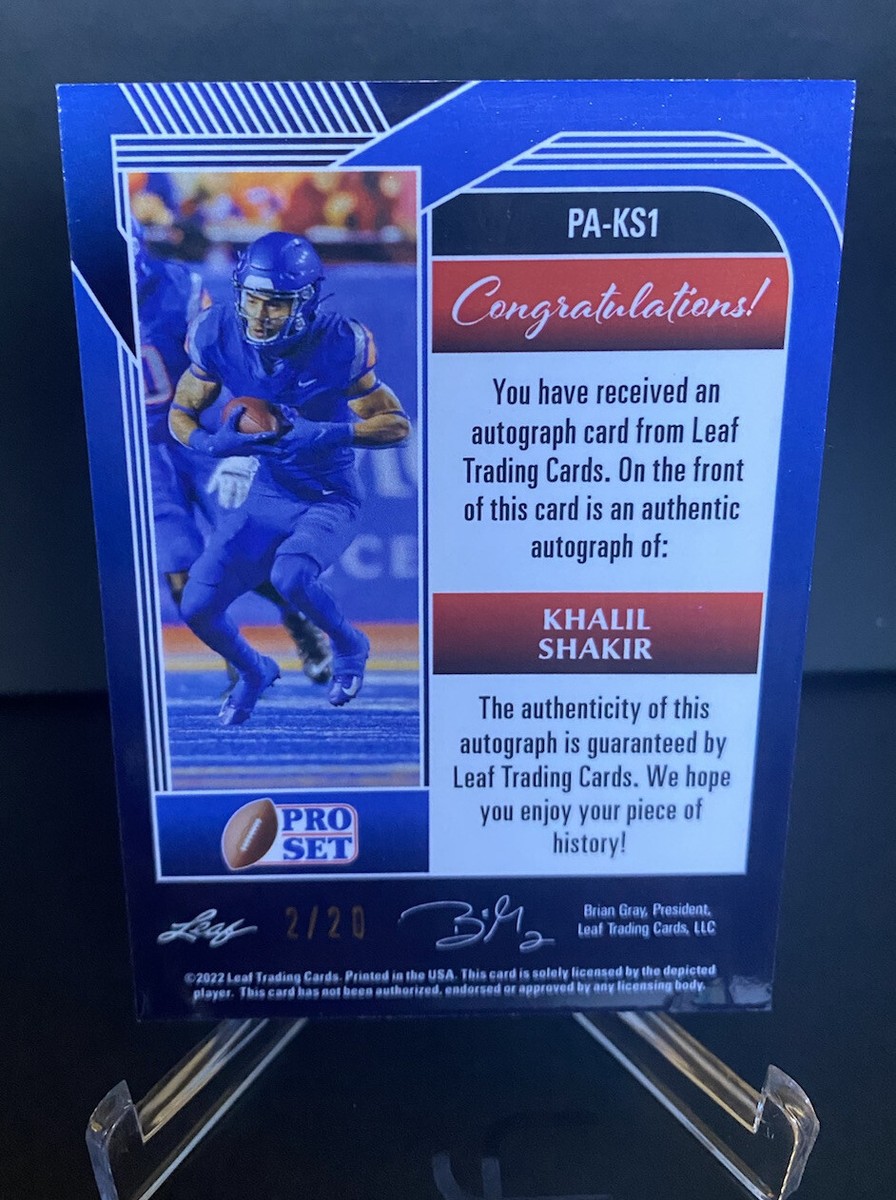 PA-KS1
Congratulations!
You have received an
autograph card from Leaf
Trading Cards. On the front
of this card is an authentic
autograph of:
KHALIL
SHAKIR
The authenticity of this
autograph is guaranteed by
Leaf Trading Cards. We hope
you enjoy your piece of
history!
PRO
SET
Leaf
2/20
Brian Gray, President,
Leaf Trading Cards, LLC
©2022 Leaf Trading Cards. Printed in the USA. This card is solely licensed by the depicted
player. This card has not been authorized, endorsed or approved by any licensing body.